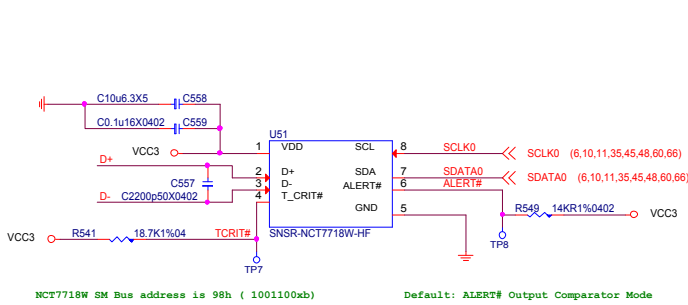 C10u6.3X5 C558
C0.1u16X0402 C559
U51
VCC3 1 VDD SCL 8 SCLK0 SCLK0 (6,10,11,35,45,48,60,66)
D+
2 D+ SDA 7 SDATA0 SDATA0 (6,10,11,35,45,48,60,66)
C557 3 D- ALERT# 6 ALERT#
D- C2200p50X0402 4 T_CRIT#
GND 5
R549 14KR1%0402 VCC3
SNSR-NCT7718W-HF
VCC3 R541 18.7K1%04 TCRIT#
TP8
TP7
NCT7718W SM Bus address is 98h ( 1001100xb) Default: ALERT# Output Comparator Mode